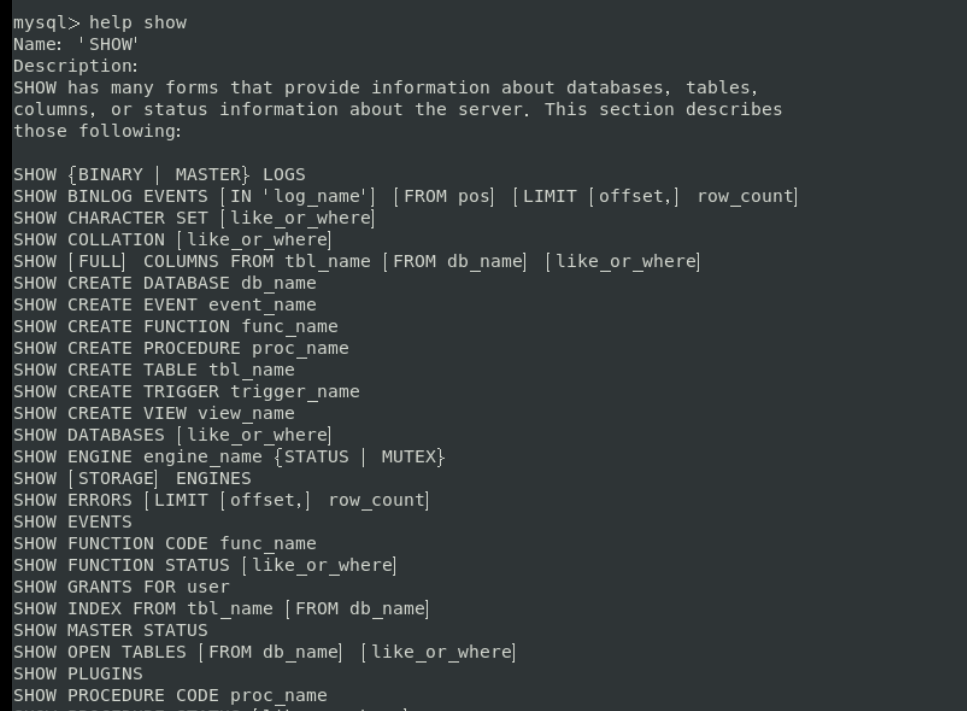 mysql> help show
Name: 'SHOW'
Description:
SHOW has many forms that provide information about databases, tables,
columns, or status information about the server. This section describes
those following:

SHOW {BINARY | MASTER} LOGS
SHOW BINLOG EVENTS [IN 'log_name'] [FROM pos] [LIMIT [offset,] row_count]
SHOW CHARACTER SET [like_or_where]
SHOW COLLATION [like_or_where]
SHOW [FULL] COLUMNS FROM tbl_name [FROM db_name] [like_or_where]
SHOW CREATE DATABASE db_name
SHOW CREATE EVENT event_name
SHOW CREATE FUNCTION func_name
SHOW CREATE PROCEDURE proc_name
SHOW CREATE TABLE tbl_name
SHOW CREATE TRIGGER trigger_name
SHOW CREATE VIEW view_name
SHOW DATABASES [like_or_where]
SHOW ENGINE engine_name {STATUS | MUTEX}
SHOW [STORAGE] ENGINES
SHOW ERRORS [LIMIT [offset,] row_count]
SHOW EVENTS
SHOW FUNCTION CODE func_name
SHOW FUNCTION STATUS [like_or_where]
SHOW GRANTS FOR user
SHOW INDEX FROM tbl_name [FROM db_name]
SHOW MASTER STATUS
SHOW OPEN TABLES [FROM db_name] [like_or_where]
SHOW PLUGINS
SHOW PROCEDURE CODE proc_name